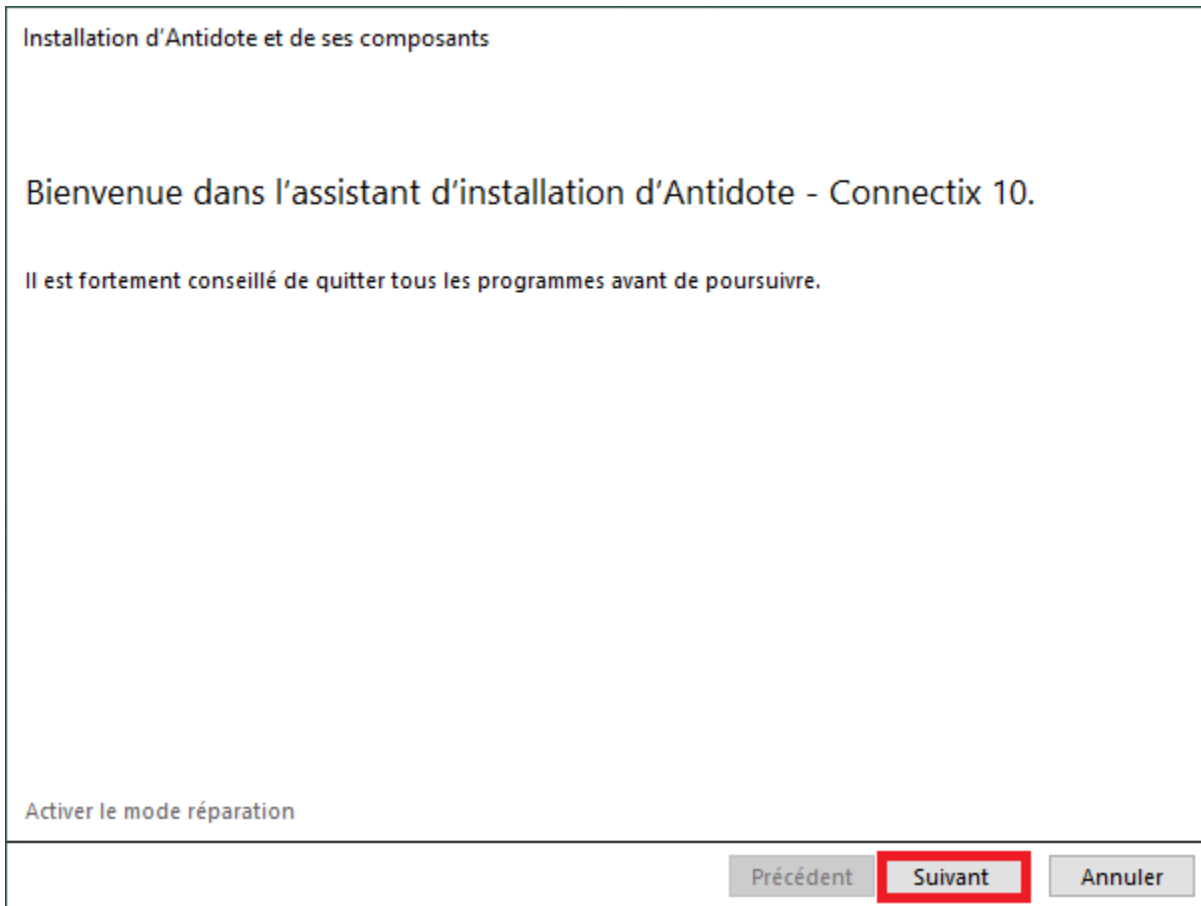 Installation d’Antidote et de ses composants
Bienvenue dans l’assistant d’installation d’Antidote - Connectix 10.
Il est fortement conseillé de quitter tous les programmes avant de poursuivre.
Activer le mode réparation
Précédent
Suivant
Annuler